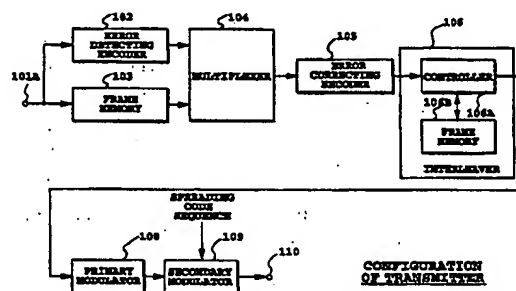 102
104
ERROR
DETECTING
ENCODER
101A
103
FRAME
MEMORY
MULTIPLEXER
105
ERROR
CORRECTING
ENCODER
106
CONTROLLER
106B
106A
FRAME
MEMORY
INTERLEAVER
SPREADING
CODE
SEQUENCE
108
109
110
PRIMARY
MODULATOR
SECONDARY
MODULATOR
CONFIGURATION
OF TRANSMITTER